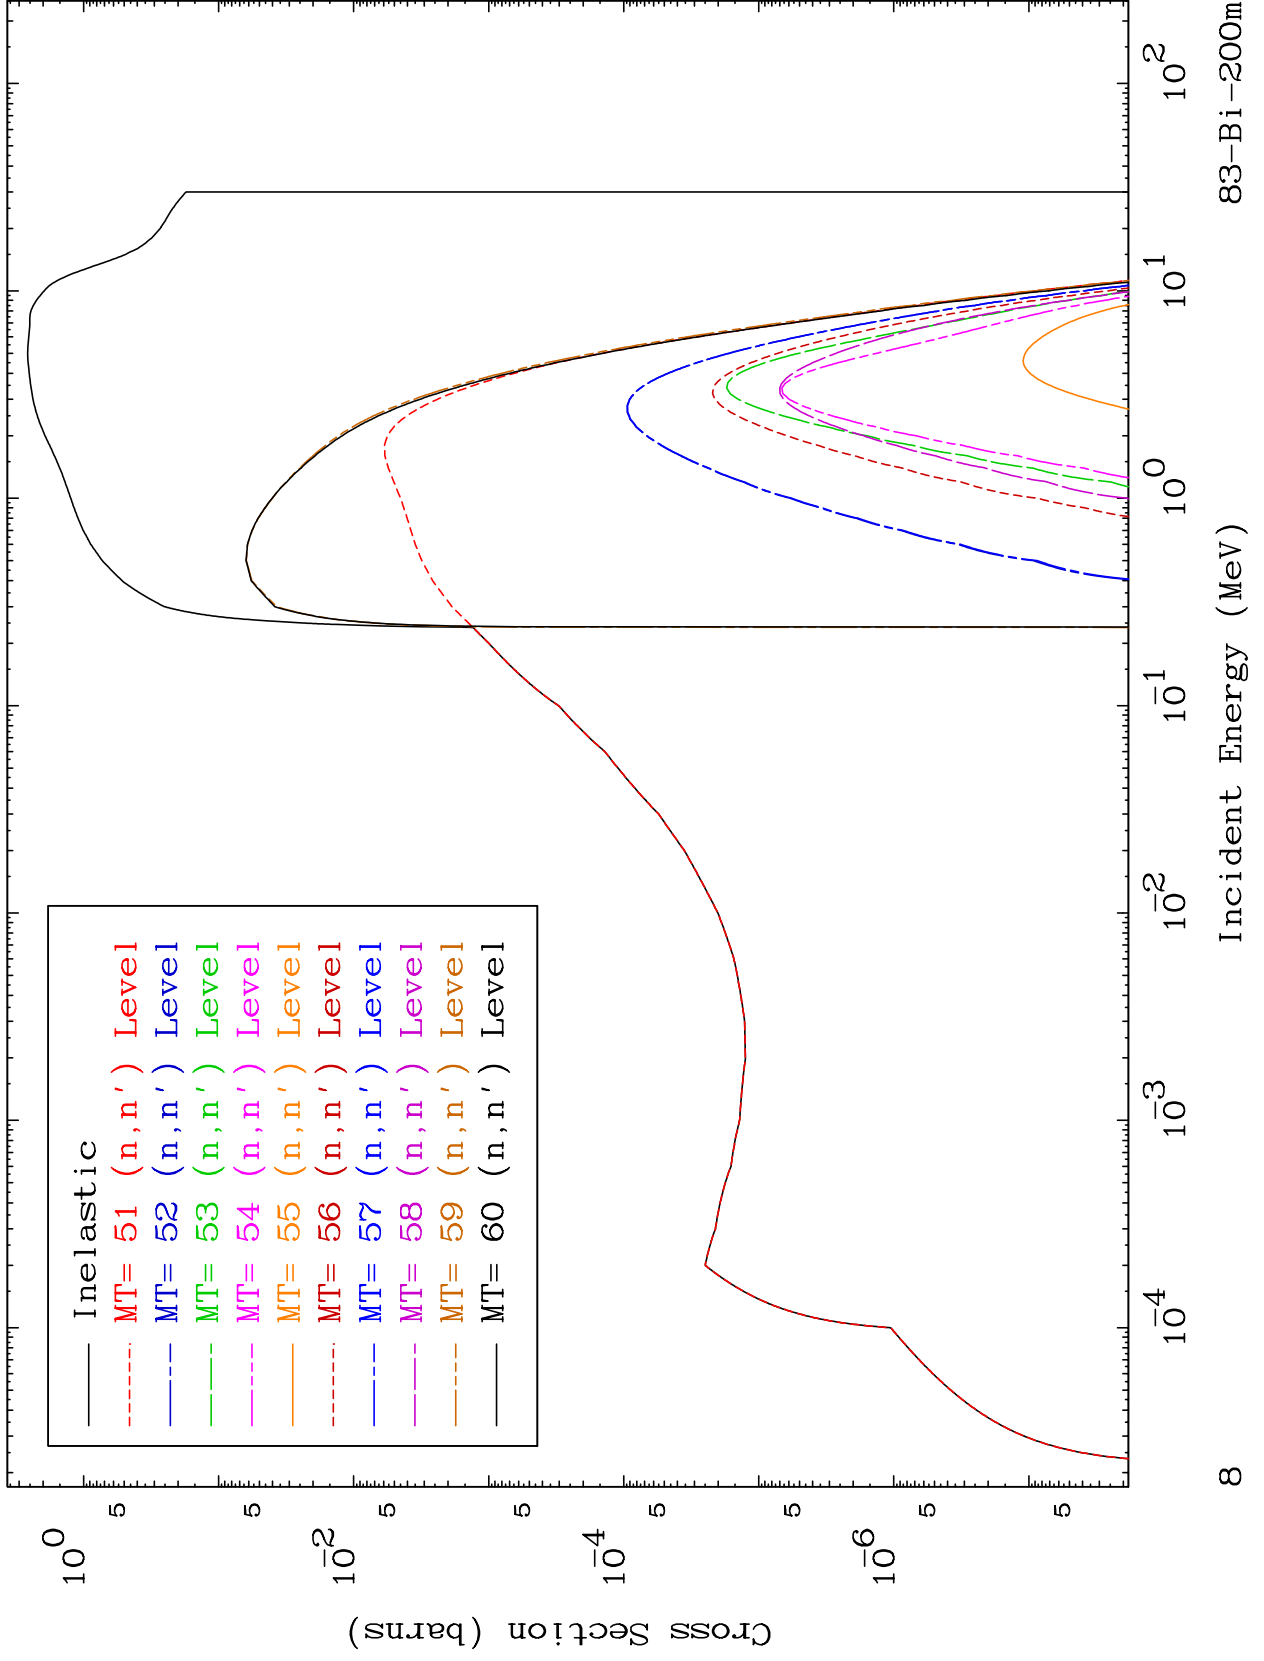 Inelastic
MT= 51 (n,n') Level
MT= 52 (n,n') Level
MT= 53 (n,n') Level
MT= 54 (n,n') Level
MT= 55 (n,n') Level
MT= 56 (n,n') Level
MT= 57 (n,n') Level
MT= 58 (n,n') Level
MT= 59 (n,n') Level
MT= 60 (n,n') Level
Cross Section (barns)
10^0
5
5
10^-2
5
5
10^-4
5
5
10^-6
5
5
10^-4
10^-3
10^-2
10^-1
10^0
10^1
10^2
Incident Energy (MeV)
8
83-Bi-200m